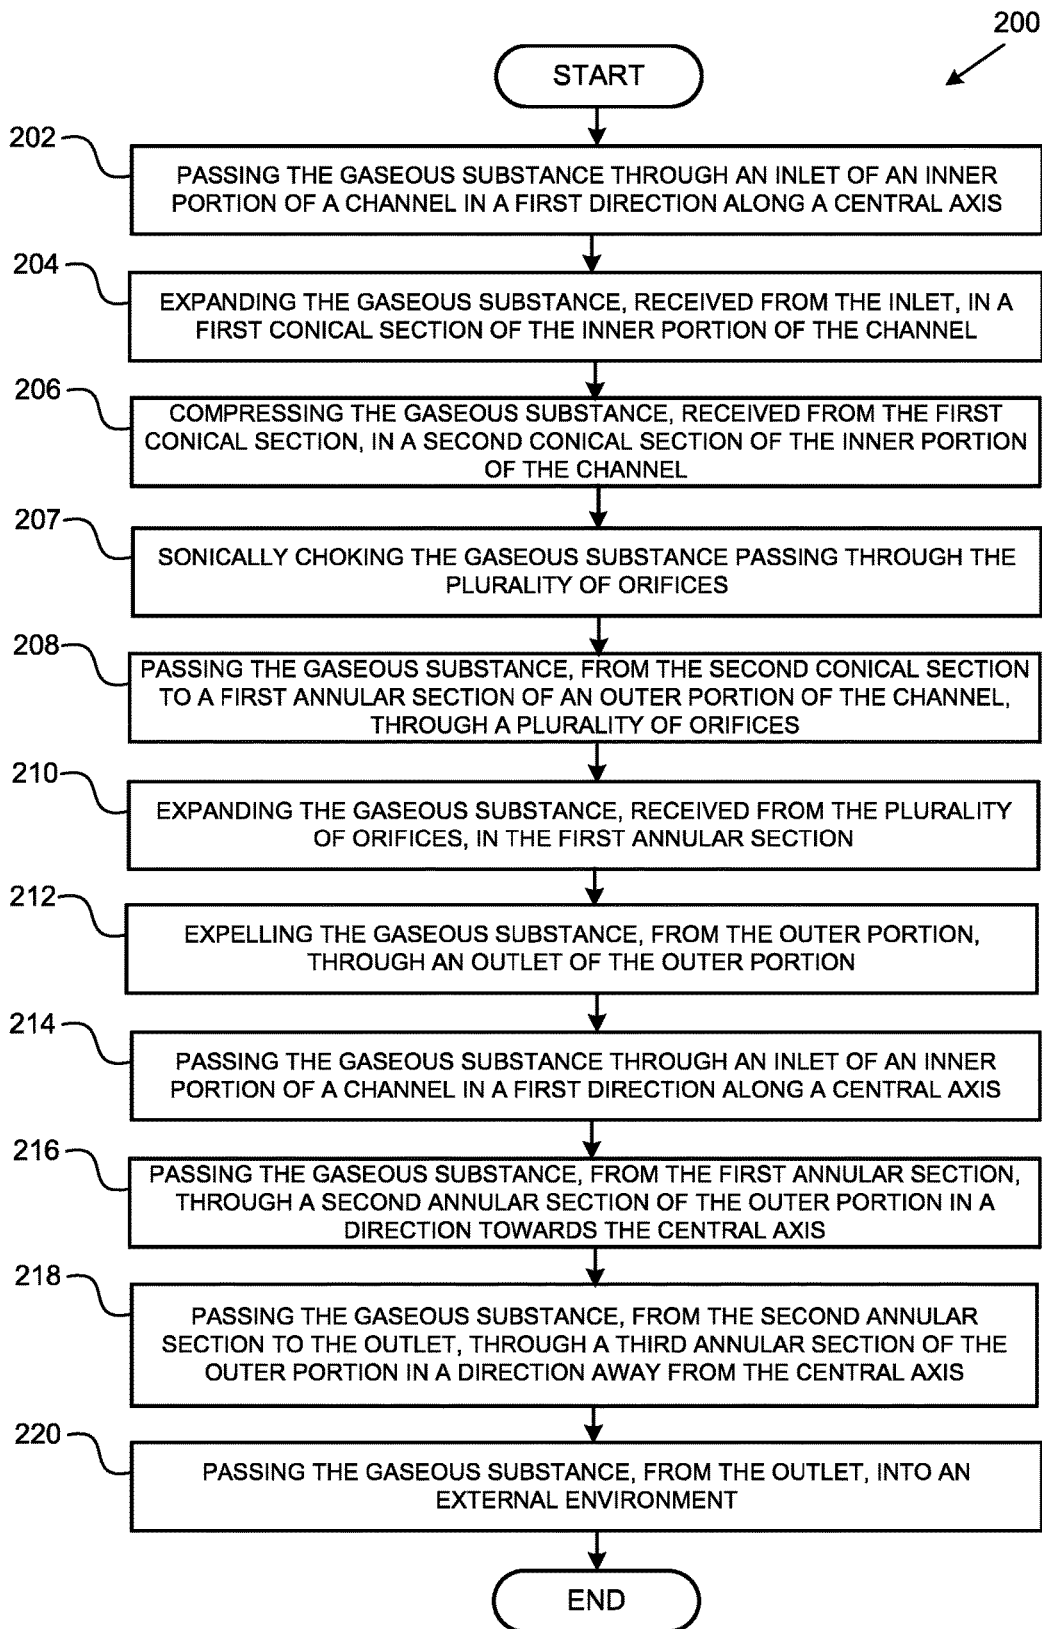 200
START
202
PASSING THE GASEOUS SUBSTANCE THROUGH AN INLET OF AN INNER
PORTION OF A CHANNEL IN A FIRST DIRECTION ALONG A CENTRAL AXIS
204
EXPANDING THE GASEOUS SUBSTANCE, RECEIVED FROM THE INLET, IN A
FIRST CONICAL SECTION OF THE INNER PORTION OF THE CHANNEL
206
COMPRESSING THE GASEOUS SUBSTANCE, RECEIVED FROM THE FIRST
CONICAL SECTION, IN A SECOND CONICAL SECTION OF THE INNER PORTION
OF THE CHANNEL
207
SONICALLY CHOKING THE GASEOUS SUBSTANCE PASSING THROUGH THE
PLURALITY OF ORIFICES
208
PASSING THE GASEOUS SUBSTANCE, FROM THE SECOND CONICAL SECTION
TO A FIRST ANNULAR SECTION OF AN OUTER PORTION OF THE CHANNEL,
THROUGH A PLURALITY OF ORIFICES
210
EXPANDING THE GASEOUS SUBSTANCE, RECEIVED FROM THE PLURALITY
OF ORIFICES, IN THE FIRST ANNULAR SECTION
212
EXPELLING THE GASEOUS SUBSTANCE, FROM THE OUTER PORTION,
THROUGH AN OUTLET OF THE OUTER PORTION
214
PASSING THE GASEOUS SUBSTANCE THROUGH AN INLET OF AN INNER
PORTION OF A CHANNEL IN A FIRST DIRECTION ALONG A CENTRAL AXIS
216
PASSING THE GASEOUS SUBSTANCE, FROM THE FIRST ANNULAR SECTION,
THROUGH A SECOND ANNULAR SECTION OF THE OUTER PORTION IN A
DIRECTION TOWARDS THE CENTRAL AXIS
218
PASSING THE GASEOUS SUBSTANCE, FROM THE SECOND ANNULAR
SECTION TO THE OUTLET, THROUGH A THIRD ANNULAR SECTION OF THE
OUTER PORTION IN A DIRECTION AWAY FROM THE CENTRAL AXIS
220
PASSING THE GASEOUS SUBSTANCE, FROM THE OUTLET, INTO AN
EXTERNAL ENVIRONMENT
END